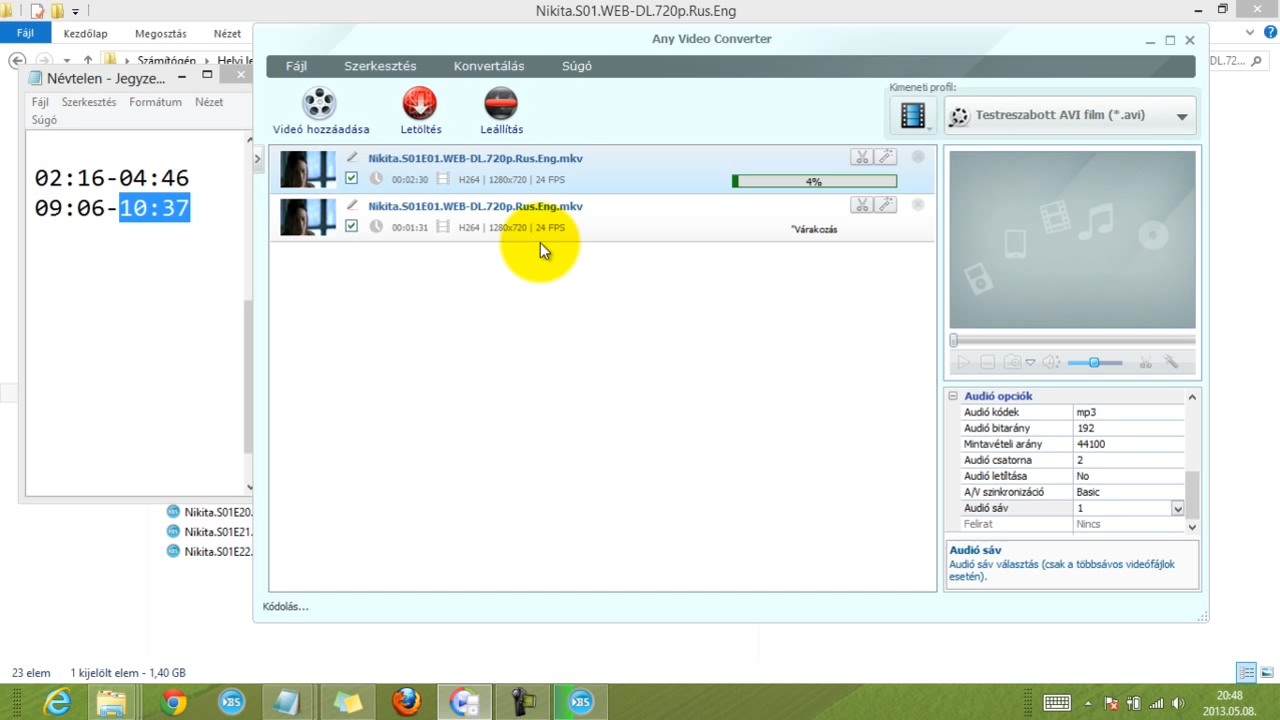 Nikita.S01.WEB-DL.720p.Rus.Eng
Fájl
Kezdőlap
Megosztás
Nézet
Számítógép
Helyi le
DL.72...
Névtelen - Jegyze...
Fájl
Szerkesztés
Formátum
Nézet
Súgó
02:16-04:46
09:06-10:37
Nikita.S01E20.
Nikita.S01E21.
Nikita.S01E22.
Any Video Converter
Fájl
Szerkesztés
Konvertálás
Súgó
Videó hozzáadása
Letöltés
Leállítás
Kimeneti profil:
Testreszabott AVI film (*.avi)
Nikita.S01E01.WEB-DL.720p.Rus.Eng.mkv
00:02:30
H264 | 1280x720 | 24 FPS
4%
Nikita.S01E01.WEB-DL.720p.Rus.Eng.mkv
00:01:31
H264 | 1280x720 | 24 FPS
"Várakozás
Audió opciók
Audió kódek mp3
Audió bitarány 192
Mintavételi arány 44100
Audió csatorna 2
Audió letíltása No
A/V szinkronizáció Basic
Audió sáv 1
Felirat Nincs
Audió sáv
Audió sáv választás (csak a többsávos videófájlok
esetén).
Kódolás...
23 elem
1 kijelölt elem - 1,40 GB
20:48
2013.05.08.